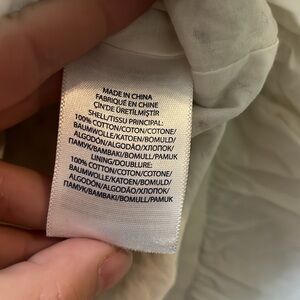 MADE IN CHINA
FABRIQUÉ EN CHINE
ÇİN'DE ÜRETİLMİŞTİR
SHELL/TISSU PRINCIPAL:
100% COTTON/COTON/COTONE/
BAUMWOLLE/KATOEN/BOMULD/
ALGODÓN/ALGODÃO/ХЛОПОК/
ПАМУК/BAMBAKI/BOMULL/PAMUK
LINING/DOUBLURE:
100% COTTON/COTON/COTONE/
BAUMWOLLE/KATOEN/BOMULD/
ALGODÓN/ALGODÃO/ХЛОПОК/
ПАМУК/BAMBAKI/BOMULL/PAMUK